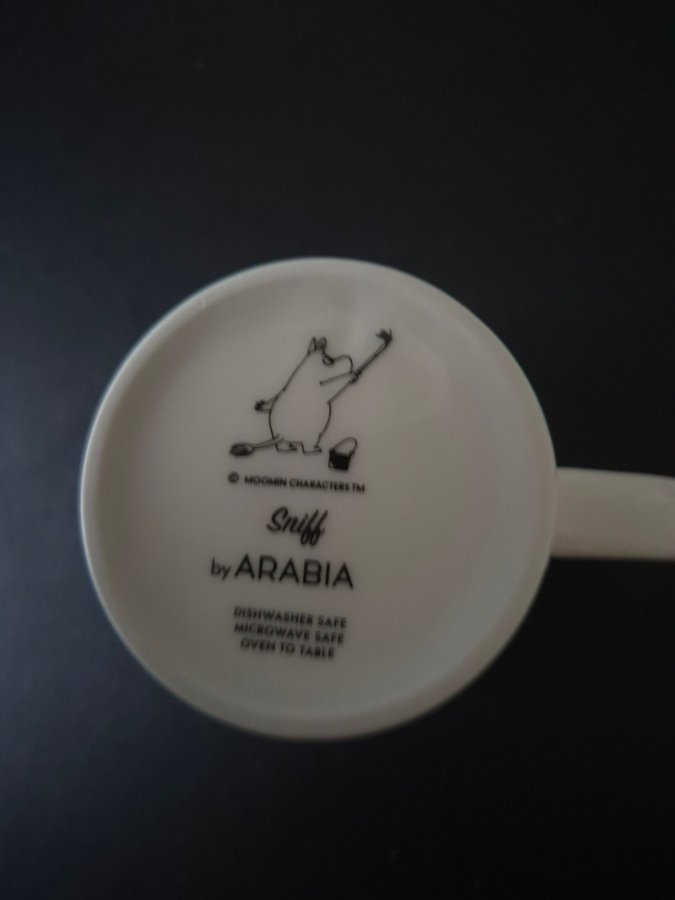 © MOOMIN CHARACTERS TM
Sniff
by ARABIA
DISHWASHER SAFE
MICROWAVE SAFE
OVEN TO TABLE